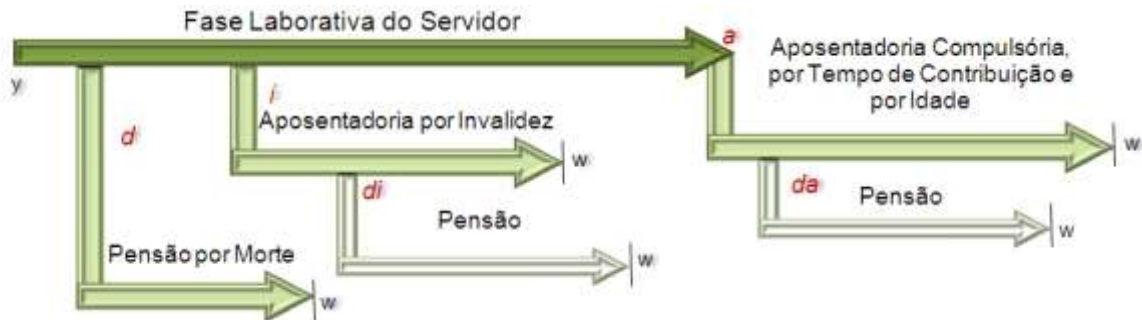 Fase Laborativa do Servidor
a
Aposentadoria Compulsória,
por Tempo de Contribuição e
por Idade
y
i
Aposentadoria por Invalidez
d
w
w
di
da
Pensão
Pensão
w
w
Pensão por Morte
w